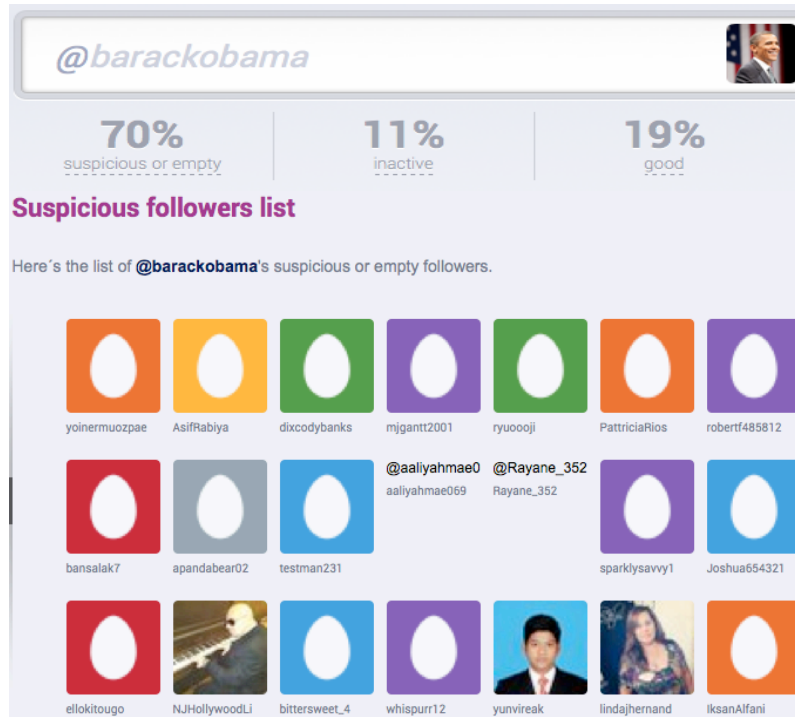 @barackobama
70% 11% 19%
suspicious or empty inactive good
Suspicious followers list
Here´s the list of @barackobama's suspicious or empty followers.
yoinermuozpae AsifRabiya dixcodybanks mjgantt2001 ryuoooji PattriciaRios robertf485812
@aaliyahmae0 @Rayane_352
aaliyahmae069 Rayane_352
bansalak7 apandabear02 testman231 sparklysavvy1 Joshua654321
ellokitougo NJHollywoodLi bittersweet_4 whispurr12 yunvireak lindajhernand IksanAlfani